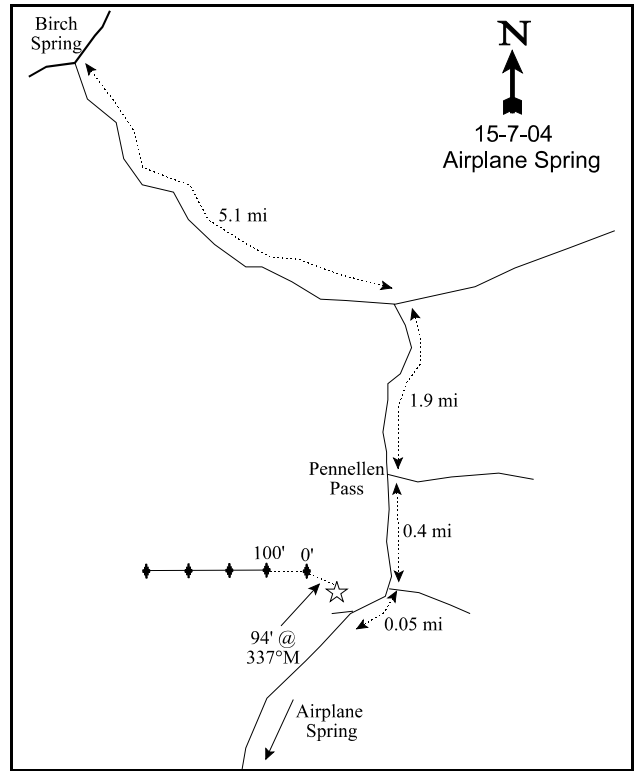 Birch
Spring
N
15-7-04
Airplane Spring
5.1 mi
1.9 mi
Pennellen
Pass
0.4 mi
100' 0'
0.05 mi
94' @
337°M
Airplane
Spring